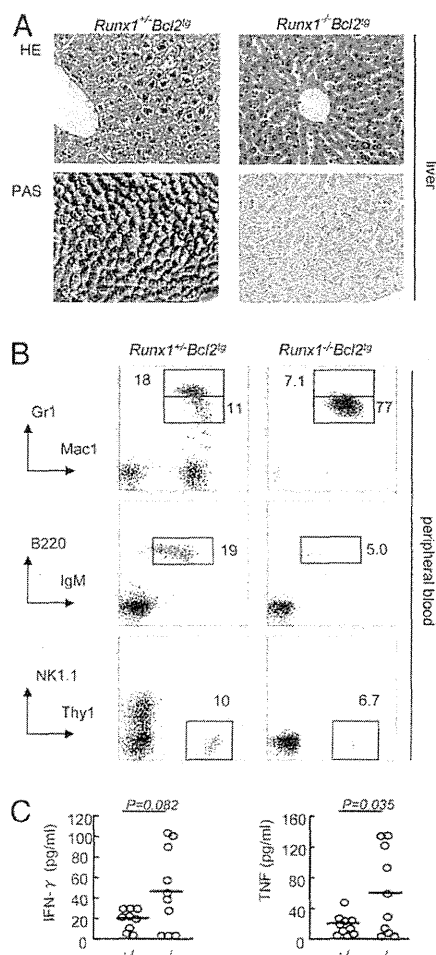 A
Runx1+/-Bcl2tg Runx1-/-Bcl2tg
HE
PAS
liver
B
Runx1+/-Bcl2tg Runx1-/-Bcl2tg
Gr1
Mac1
18
11
7.1
77
B220
IgM
19
5.0
NK1.1
Thy1
10
6.7
peripheral blood
C
P=0.082
IFN-γ (pg/ml)
120
100
80
60
40
20
0
+/- -/-
P=0.035
TNF (pg/ml)
160
120
80
40
0
+/- -/-